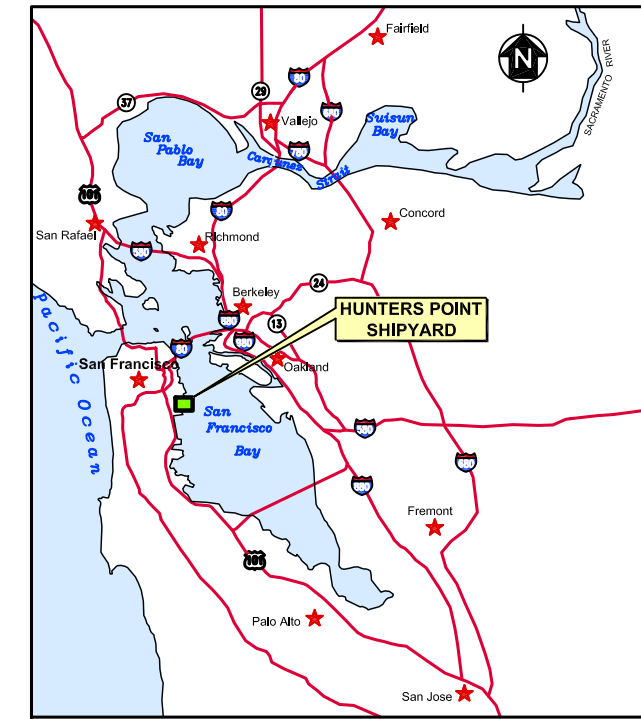 Fairfield
N
80
29
37
SACRAMENTO RIVER
Vallejo
Suisun
Bay
San
Pablo
Bay
780
Carquinez
Strait
101
80
Concord
San Rafael
Richmond
580
24
Berkeley
HUNTERS POINT
SHIPYARD
13
80
Pacific Ocean
San Francisco
Oakland
San
Francisco
Bay
580
680
880
Fremont
101
Palo Alto
San Jose